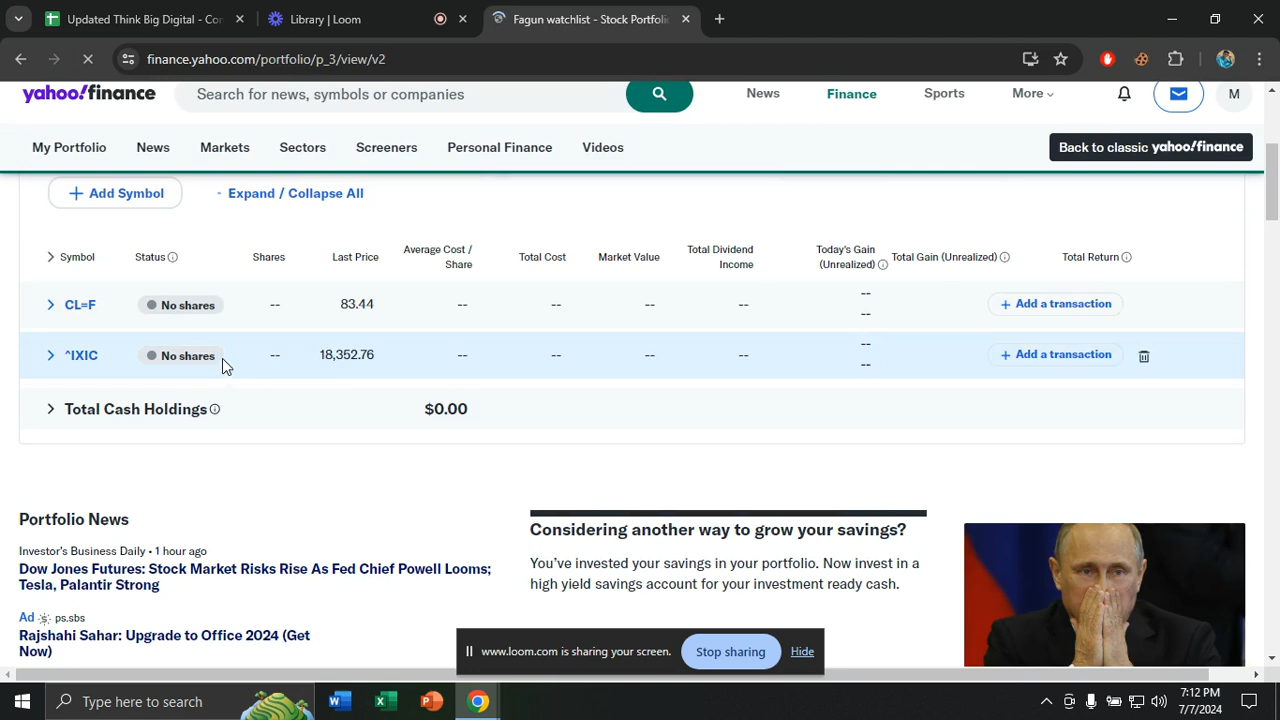 Updated Think Big Digital - Con
Library | Loom
Fagun watchlist - Stock Portfolio
finance.yahoo.com/portfolio/p_3/view/v2
yahoo!finance
Search for news, symbols or companies
News
Finance
Sports
More
M
My Portfolio
News
Markets
Sectors
Screeners
Personal Finance
Videos
Back to classic yahoo!finance
+ Add Symbol
- Expand / Collapse All
Symbol
Status
Shares
Last Price
Average Cost /
Share
Total Cost
Market Value
Total Dividend
Income
Today's Gain
(Unrealized)
Total Gain (Unrealized)
Total Return
CL=F
No shares
--
83.44
--
--
--
--
--
--
+ Add a transaction
^IXIC
No shares
--
18,352.76
--
--
--
--
--
--
+ Add a transaction
Total Cash Holdings
$0.00
Portfolio News
Investor's Business Daily • 1 hour ago
Dow Jones Futures: Stock Market Risks Rise As Fed Chief Powell Looms;
Tesla, Palantir Strong
Ad ps.sbs
Rajshahi Sahar: Upgrade to Office 2024 (Get
Now)
Considering another way to grow your savings?
You've invested your savings in your portfolio. Now invest in a
high yield savings account for your investment ready cash.
www.loom.com is sharing your screen.
Stop sharing
Hide
Type here to search
7:12 PM
7/7/2024